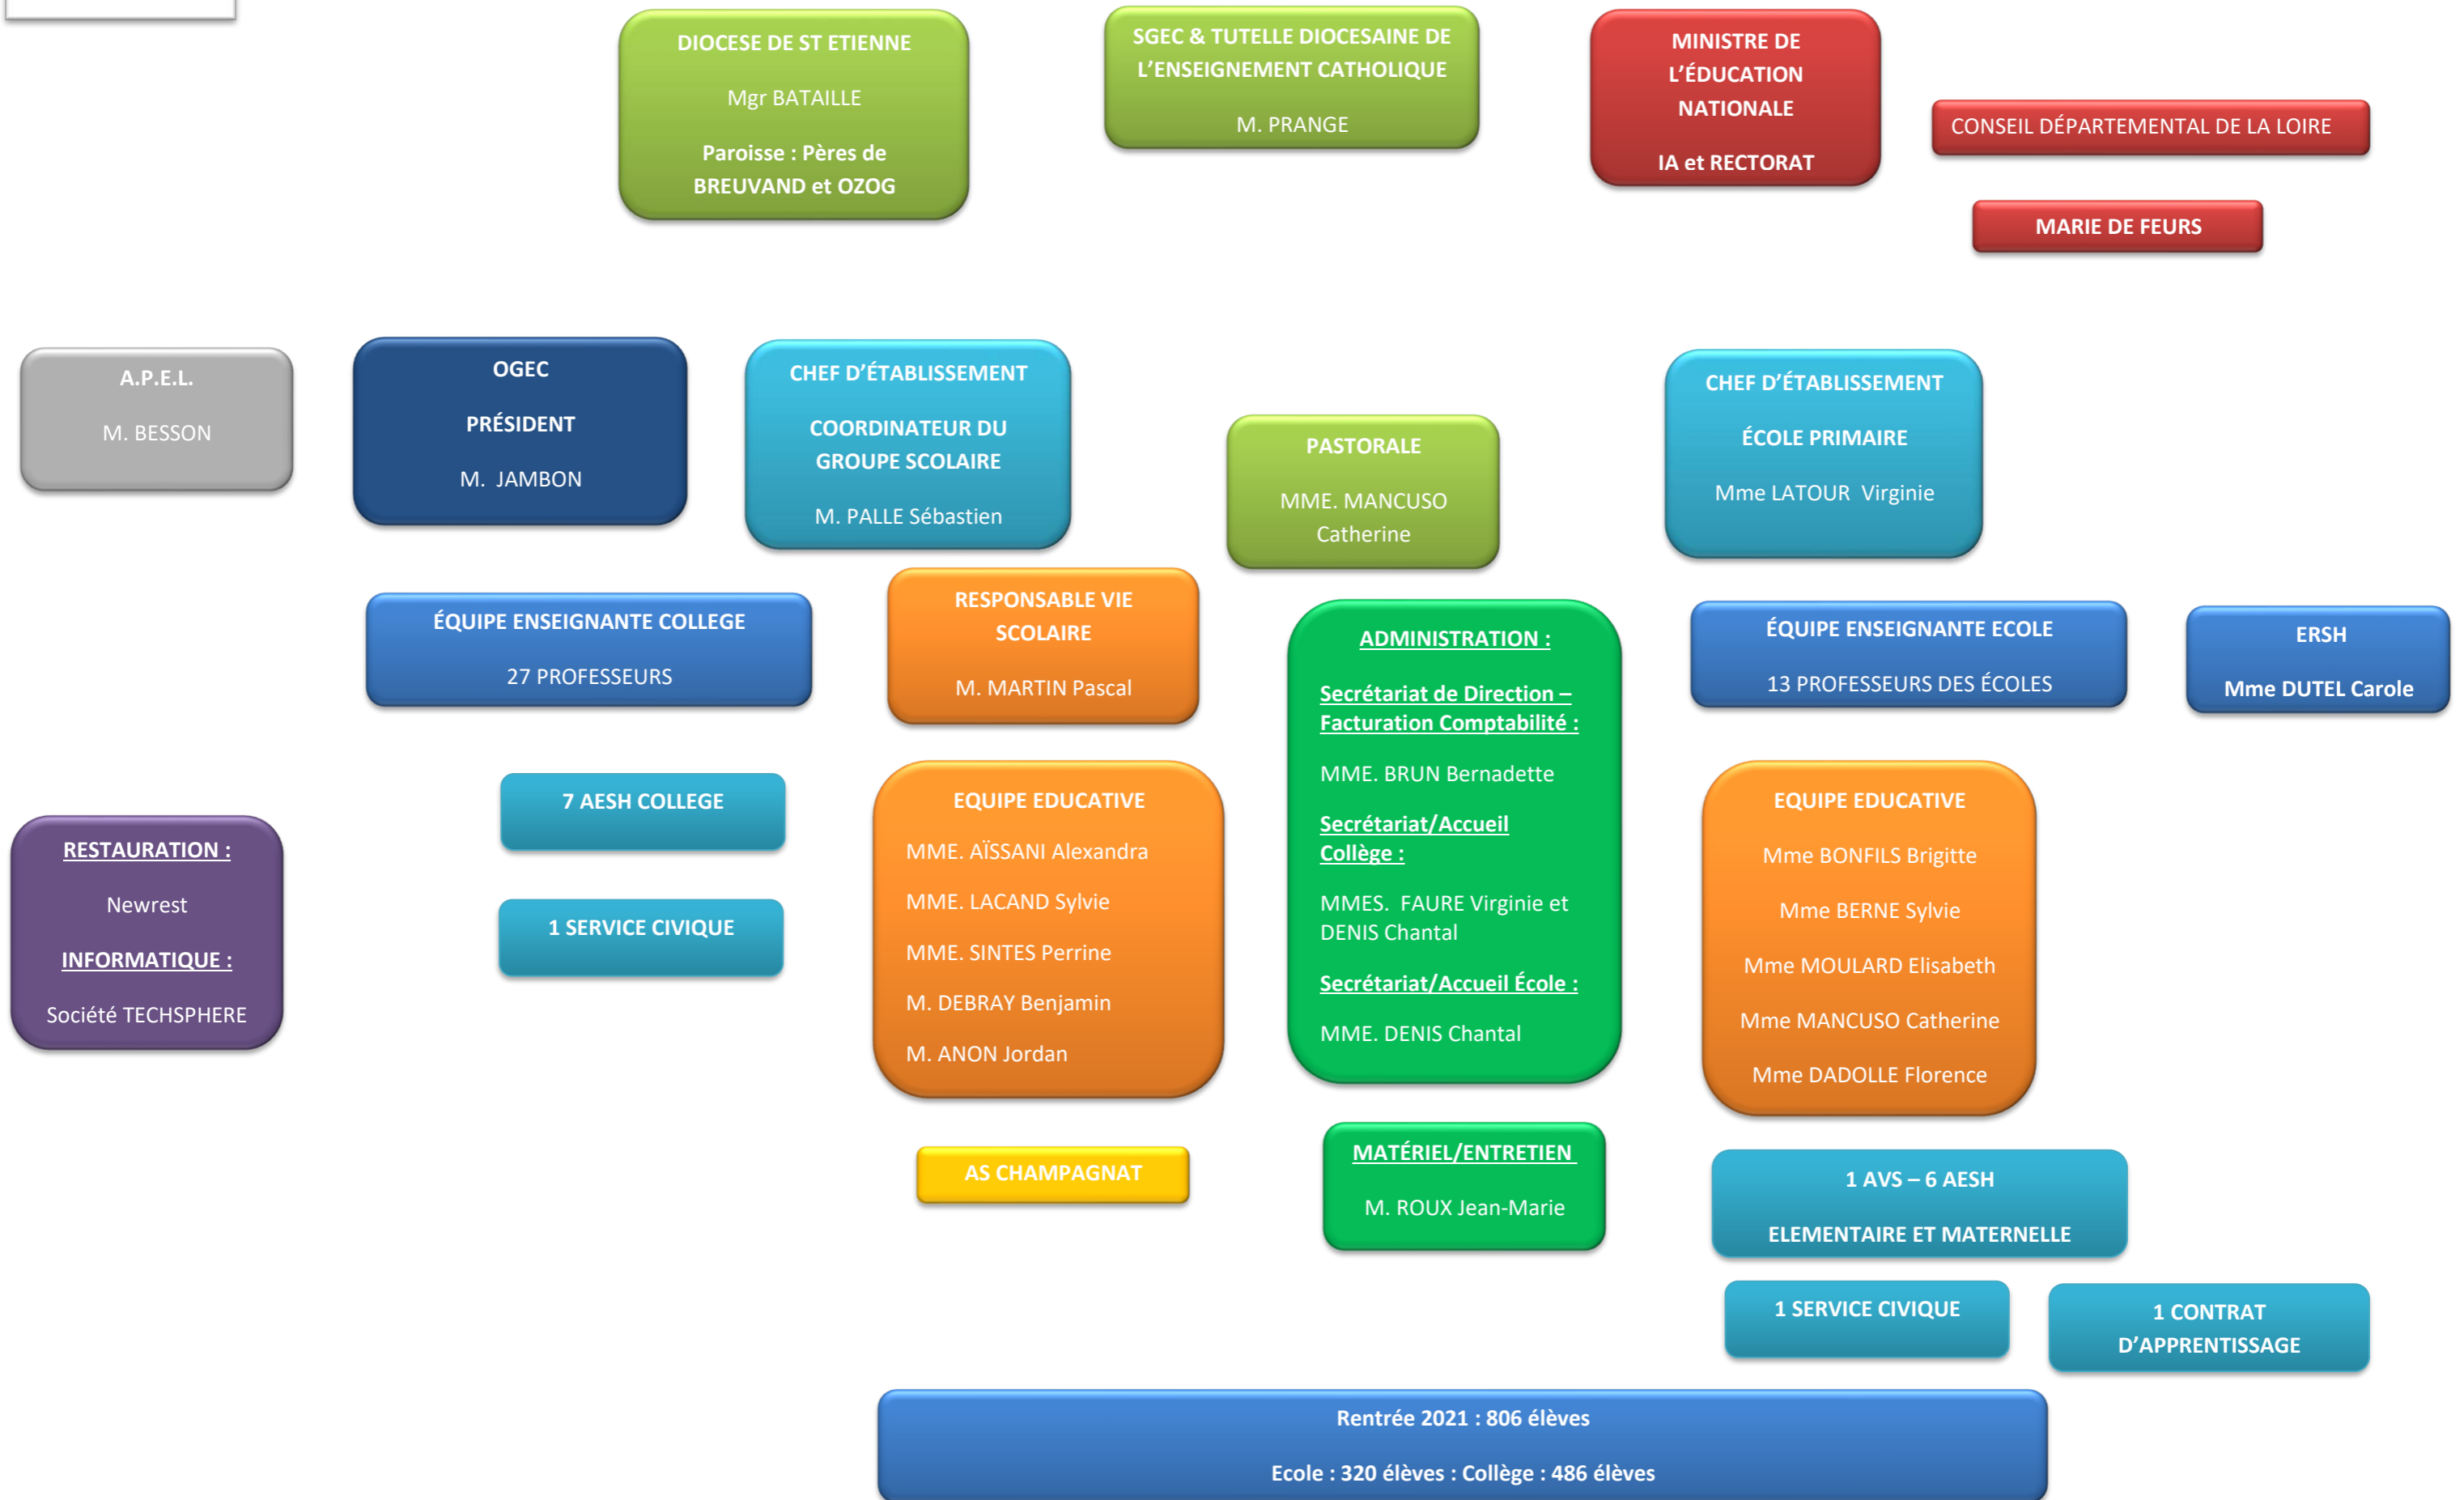 DIOCESE DE ST ETIENNE
Mgr BATAILLE
Paroisse : Pères de
BREUVAND et OZOG
SGEC & TUTELLE DIOCESAINE DE
L’ENSEIGNEMENT CATHOLIQUE
M. PRANGE
MINISTRE DE
L’ÉDUCATION
NATIONALE
IA et RECTORAT
CONSEIL DÉPARTEMENTAL DE LA LOIRE
MARIE DE FEURS
A.P.E.L.
M. BESSON
OGEC
PRÉSIDENT
M. JAMBON
CHEF D’ÉTABLISSEMENT
COORDINATEUR DU
GROUPE SCOLAIRE
M. PALLE Sébastien
PASTORALE
MME. MANCUSO
Catherine
CHEF D’ÉTABLISSEMENT
ÉCOLE PRIMAIRE
Mme LATOUR Virginie
ÉQUIPE ENSEIGNANTE COLLEGE
27 PROFESSEURS
RESPONSABLE VIE
SCOLAIRE
M. MARTIN Pascal
ADMINISTRATION :
Secrétariat de Direction –
Facturation Comptabilité :
MME. BRUN Bernadette
Secrétariat/Accueil
Collège :
MMES. FAURE Virginie et
DENIS Chantal
Secrétariat/Accueil École :
MME. DENIS Chantal
ÉQUIPE ENSEIGNANTE ECOLE
13 PROFESSEURS DES ÉCOLES
ERSH
Mme DUTEL Carole
RESTAURATION :
Newrest
INFORMATIQUE :
Société TECHSPHERE
7 AESH COLLEGE
1 SERVICE CIVIQUE
EQUIPE EDUCATIVE
MME. AÏSSANI Alexandra
MME. LACAND Sylvie
MME. SINTES Perrine
M. DEBRAY Benjamin
M. ANON Jordan
EQUIPE EDUCATIVE
Mme BONFILS Brigitte
Mme BERNE Sylvie
Mme MOULARD Elisabeth
Mme MANCUSO Catherine
Mme DADOLLE Florence
AS CHAMPAGNAT
MATÉRIEL/ENTRETIEN
M. ROUX Jean-Marie
1 AVS – 6 AESH
ELEMENTAIRE ET MATERNELLE
1 SERVICE CIVIQUE
1 CONTRAT
D’APPRENTISSAGE
Rentrée 2021 : 806 élèves
Ecole : 320 élèves : Collège : 486 élèves